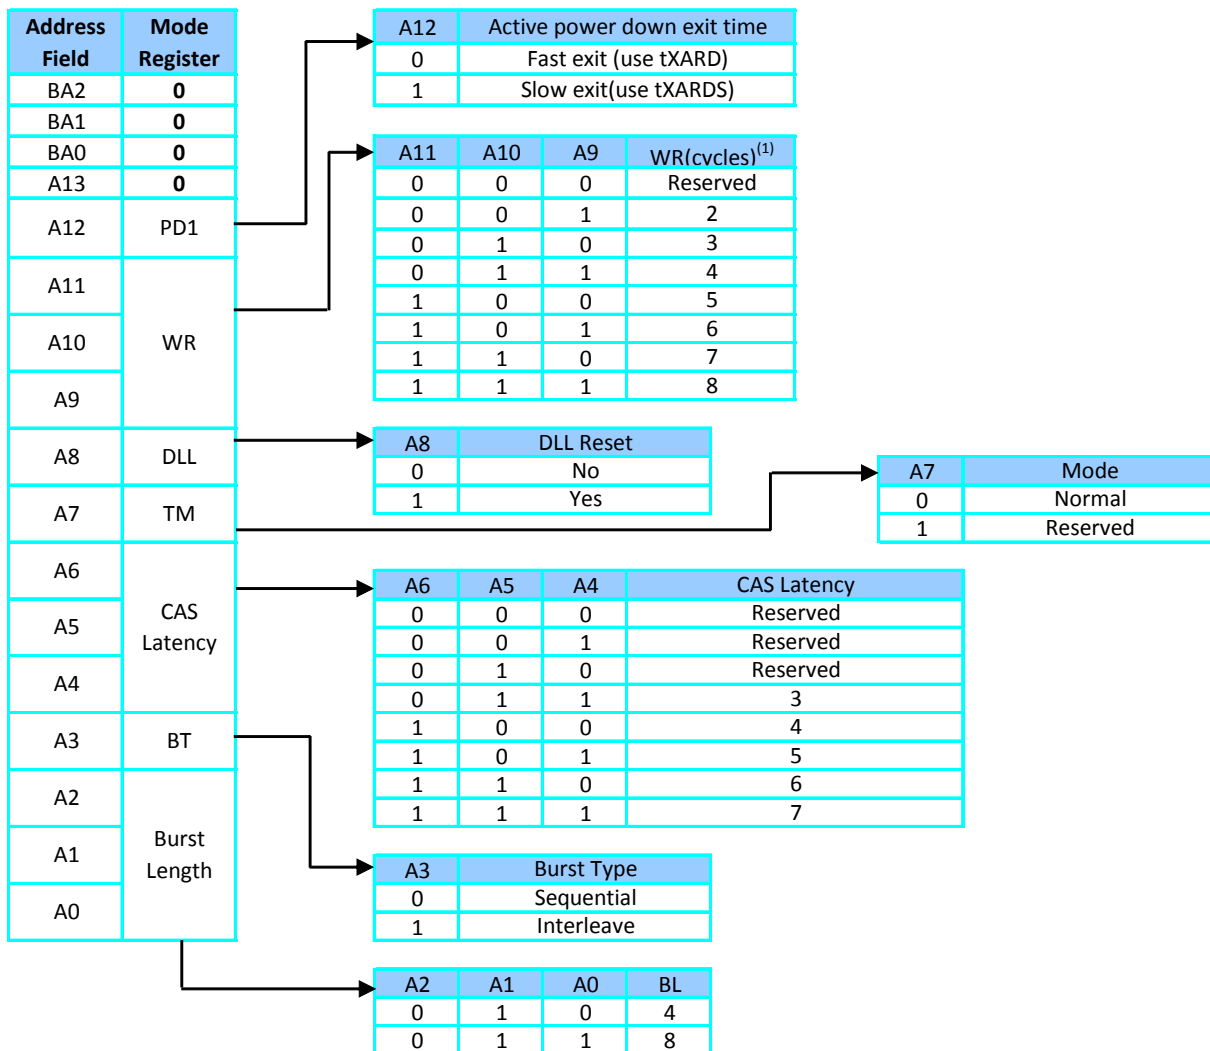 Address Field Mode Register
BA2 0
BA1 0
BA0 0
A13 0
A12 PD1
A11
A10 WR
A9
A8 DLL
A7 TM
A6
A5 CAS Latency
A4
A3 BT
A2
A1 Burst Length
A0
A12 Active power down exit time
0 Fast exit (use tXARD)
1 Slow exit(use tXARDS)
A11 A10 A9 WR(cycles)(1)
0 0 0 Reserved
0 0 1 2
0 1 0 3
0 1 1 4
1 0 0 5
1 0 1 6
1 1 0 7
1 1 1 8
A8 DLL Reset
0 No
1 Yes
A7 Mode
0 Normal
1 Reserved
A6 A5 A4 CAS Latency
0 0 0 Reserved
0 0 1 Reserved
0 1 0 Reserved
0 1 1 3
1 0 0 4
1 0 1 5
1 1 0 6
1 1 1 7
A3 Burst Type
0 Sequential
1 Interleave
A2 A1 A0 BL
0 1 0 4
0 1 1 8